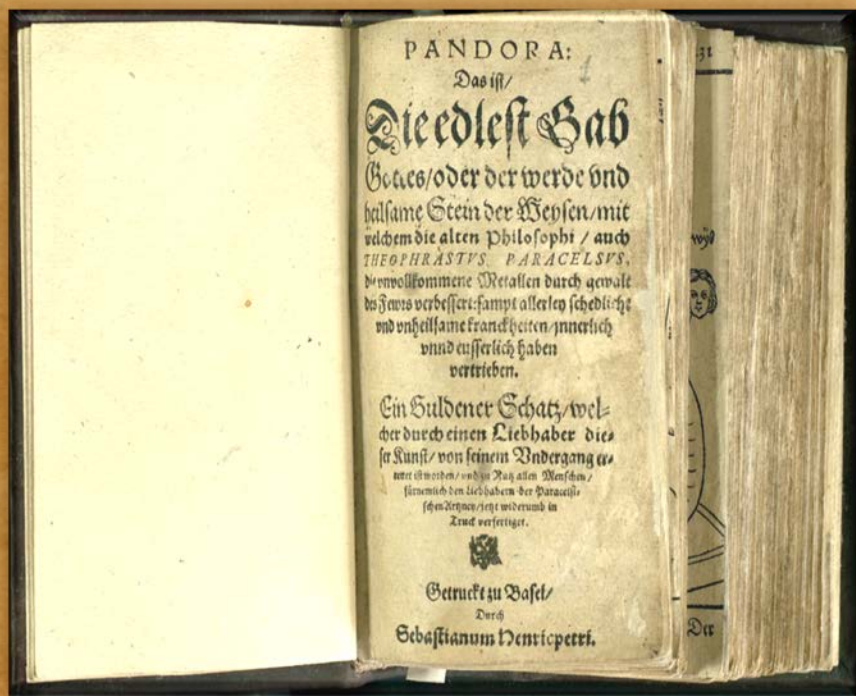 PANDORA:
Das ist/
Die edlest Gab
Gottes/oder der werde vnd
heilsame Stein der Weysen/mit
welchem die alten Philosophi / auch
THEOPHRASTVS PARACELSVS,
die vnvollkommene Metallen durch gewalt
des Fewrs verbessert: sampt allerley schedliche
vnd vnheilsame kranckheiten/jnnerlich
vnnd eusserlich haben
vertrieben.
Ein Guldener Schatz/wel-
cher durch einen Liebhaber die-
ser Kunst/von seinem Vndergang er-
rettet ist worden/vnd zu Nutz allen Menschen/
fürnemlich den Liebhabern der Paracelsi-
schen Artzney/jetzt widerumb in
Truck verfertiget.
Getruckt zu Basel/
Durch
Sebastianum Henricpetri.
31
Der